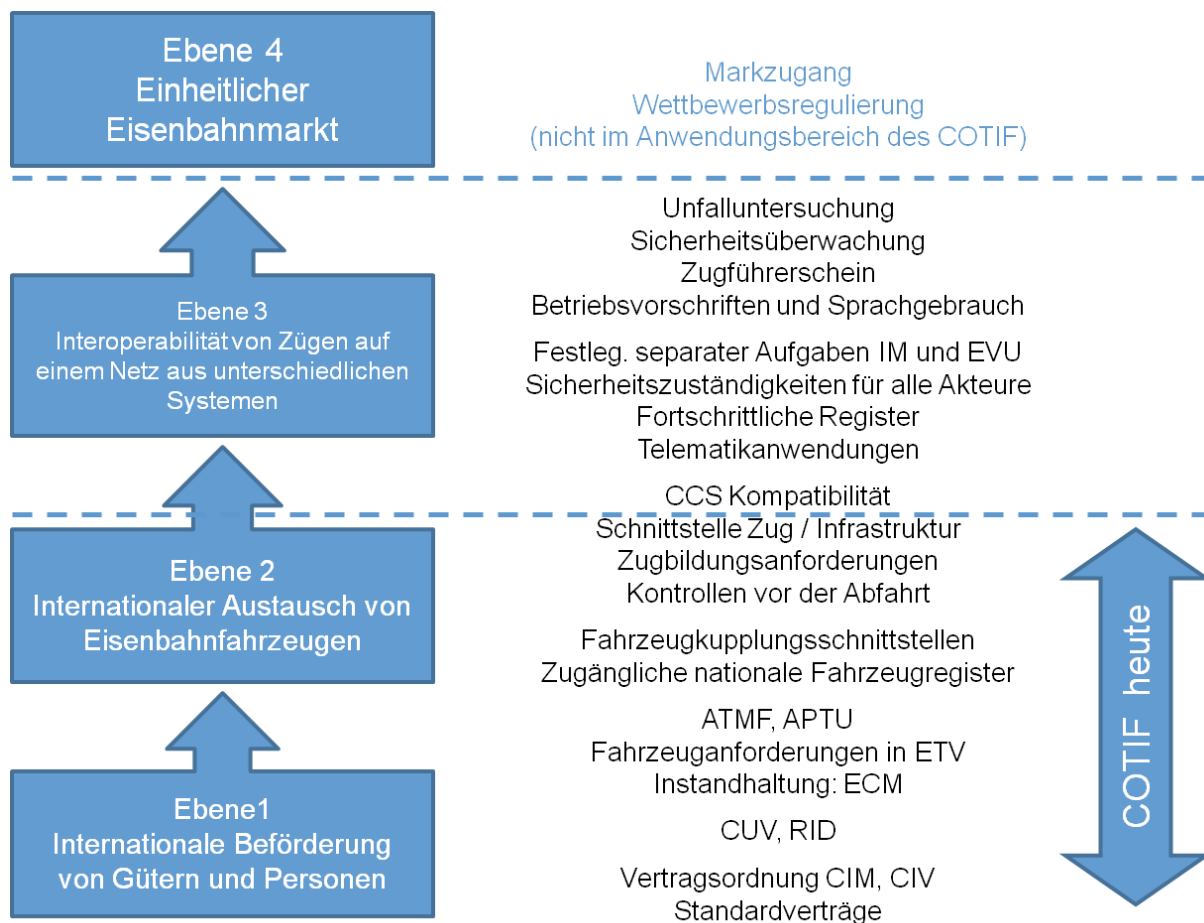 Ebene 4
Einheitlicher
Eisenbahnmarkt
Markzugang
Wettbewerbsregulierung
(nicht im Anwendungsbereich des COTIF)
Unfalluntersuchung
Sicherheitsüberwachung
Zugführerschein
Betriebsvorschriften und Sprachgebrauch
Ebene 3
Interoperabilität von Zügen auf
einem Netz aus unterschiedlichen
Systemen
Festleg. separater Aufgaben IM und EVU
Sicherheitszuständigkeiten für alle Akteure
Fortschrittliche Register
Telematikanwendungen
CCS Kompatibilität
Schnittstelle Zug / Infrastruktur
Zugbildungsanforderungen
Kontrollen vor der Abfahrt
Ebene 2
Internationaler Austausch von
Eisenbahnfahrzeugen
Fahrzeugkupplungsschnittstellen
Zugängliche nationale Fahrzeugregister
ATMF, APTU
Fahrzeuganforderungen in ETV
Instandhaltung: ECM
Ebene1
Internationale Beförderung
von Gütern und Personen
CUV, RID
Vertragsordnung CIM, CIV
Standardverträge
COTIF heute